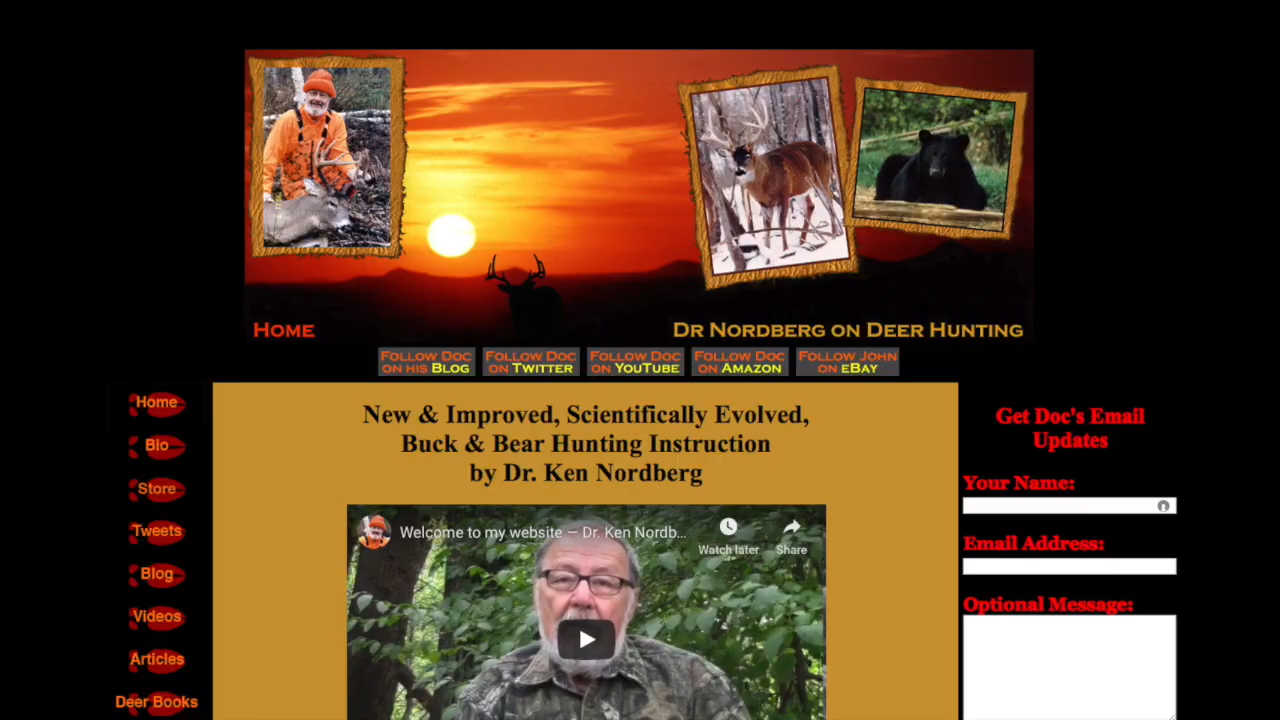 Home
Dr Nordberg on Deer Hunting
Follow Doc
on his Blog
Follow Doc
on Twitter
Follow Doc
on YouTube
Follow Doc
on Amazon
Follow John
on eBay
Home
Bio
Store
Tweets
Blog
Videos
Articles
Deer Books
New & Improved, Scientifically Evolved,
Buck & Bear Hunting Instruction
by Dr. Ken Nordberg
Welcome to my website — Dr. Ken Nordb...
Watch later
Share
Get Doc's Email
Updates
Your Name:
Email Address:
Optional Message: